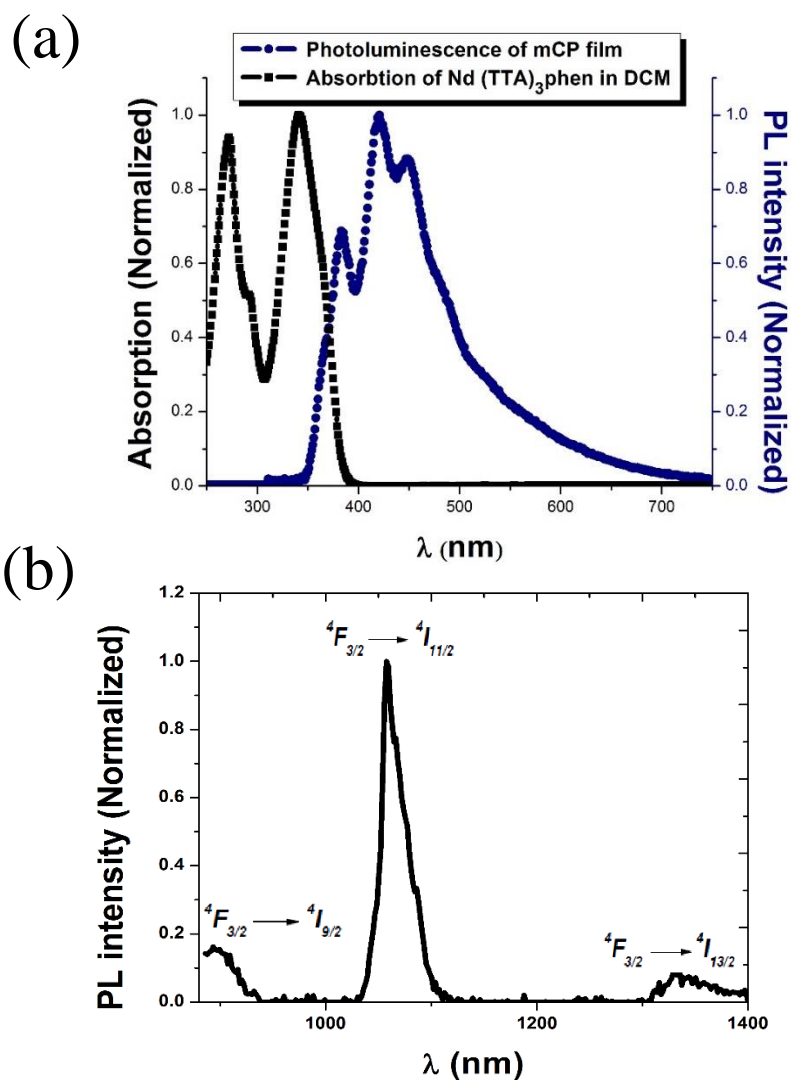 (a)
Photoluminescence of mCP film
Absorbtion of Nd (TTA)3phen in DCM
Absorption (Normalized)
1.0
0.8
0.6
0.4
0.2
0.0
1.0
0.8
0.6
0.4
0.2
0.0
PL intensity (Normalized)
300 400 500 600 700
λ (nm)
(b)
PL intensity (Normalized)
1.2
1.0
0.8
0.6
0.4
0.2
0.0
4F3/2 → 4I11/2
4F3/2 → 4I9/2
4F3/2 → 4I13/2
1000 1200 1400
λ (nm)